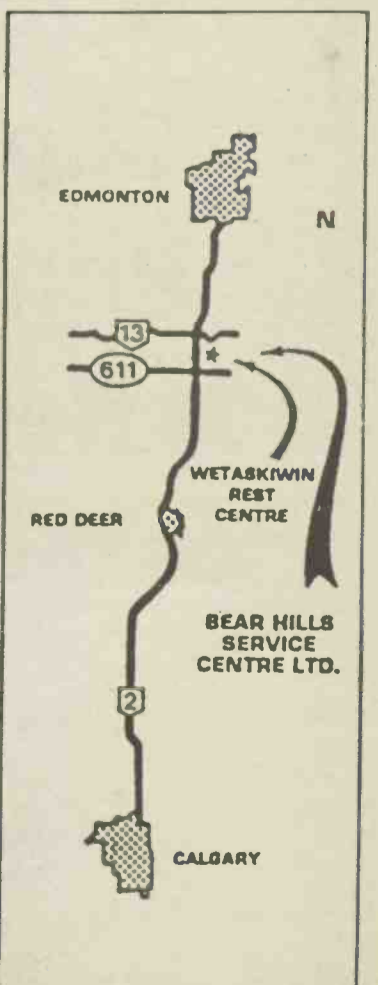 EDMONTON
N
13
611
WETASKIWIN
REST
CENTRE
RED DEER
BEAR HILLS
SERVICE
CENTRE LTD.
2
CALGARY